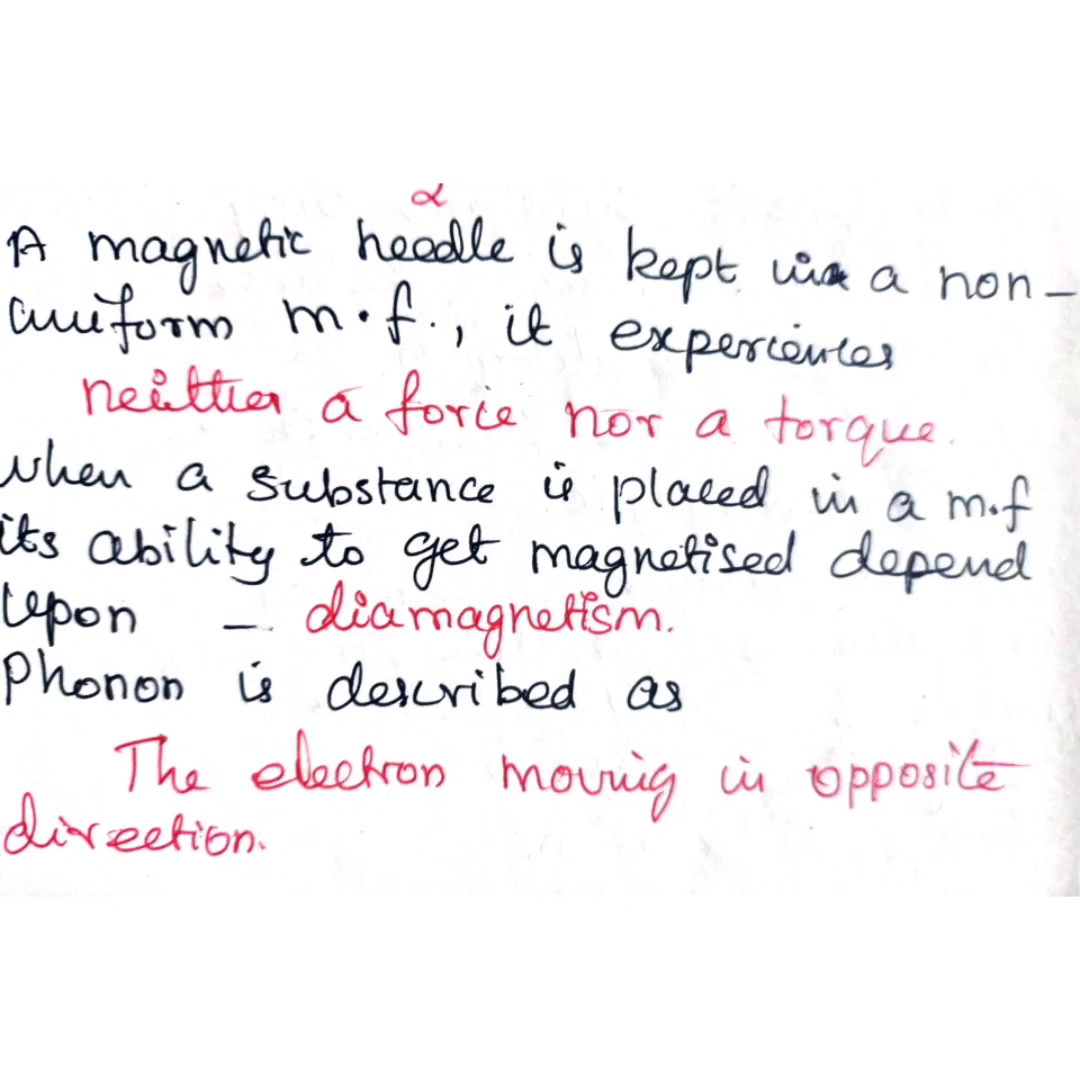 α
A magnetic needle is kept in a non-
uniform m.f., it experiences
neither a force nor a torque.
when a substance is placed in a m.f
its ability to get magnetised depend
upon – diamagnetism.
Phonon is described as
The electron moving in opposite
direction.